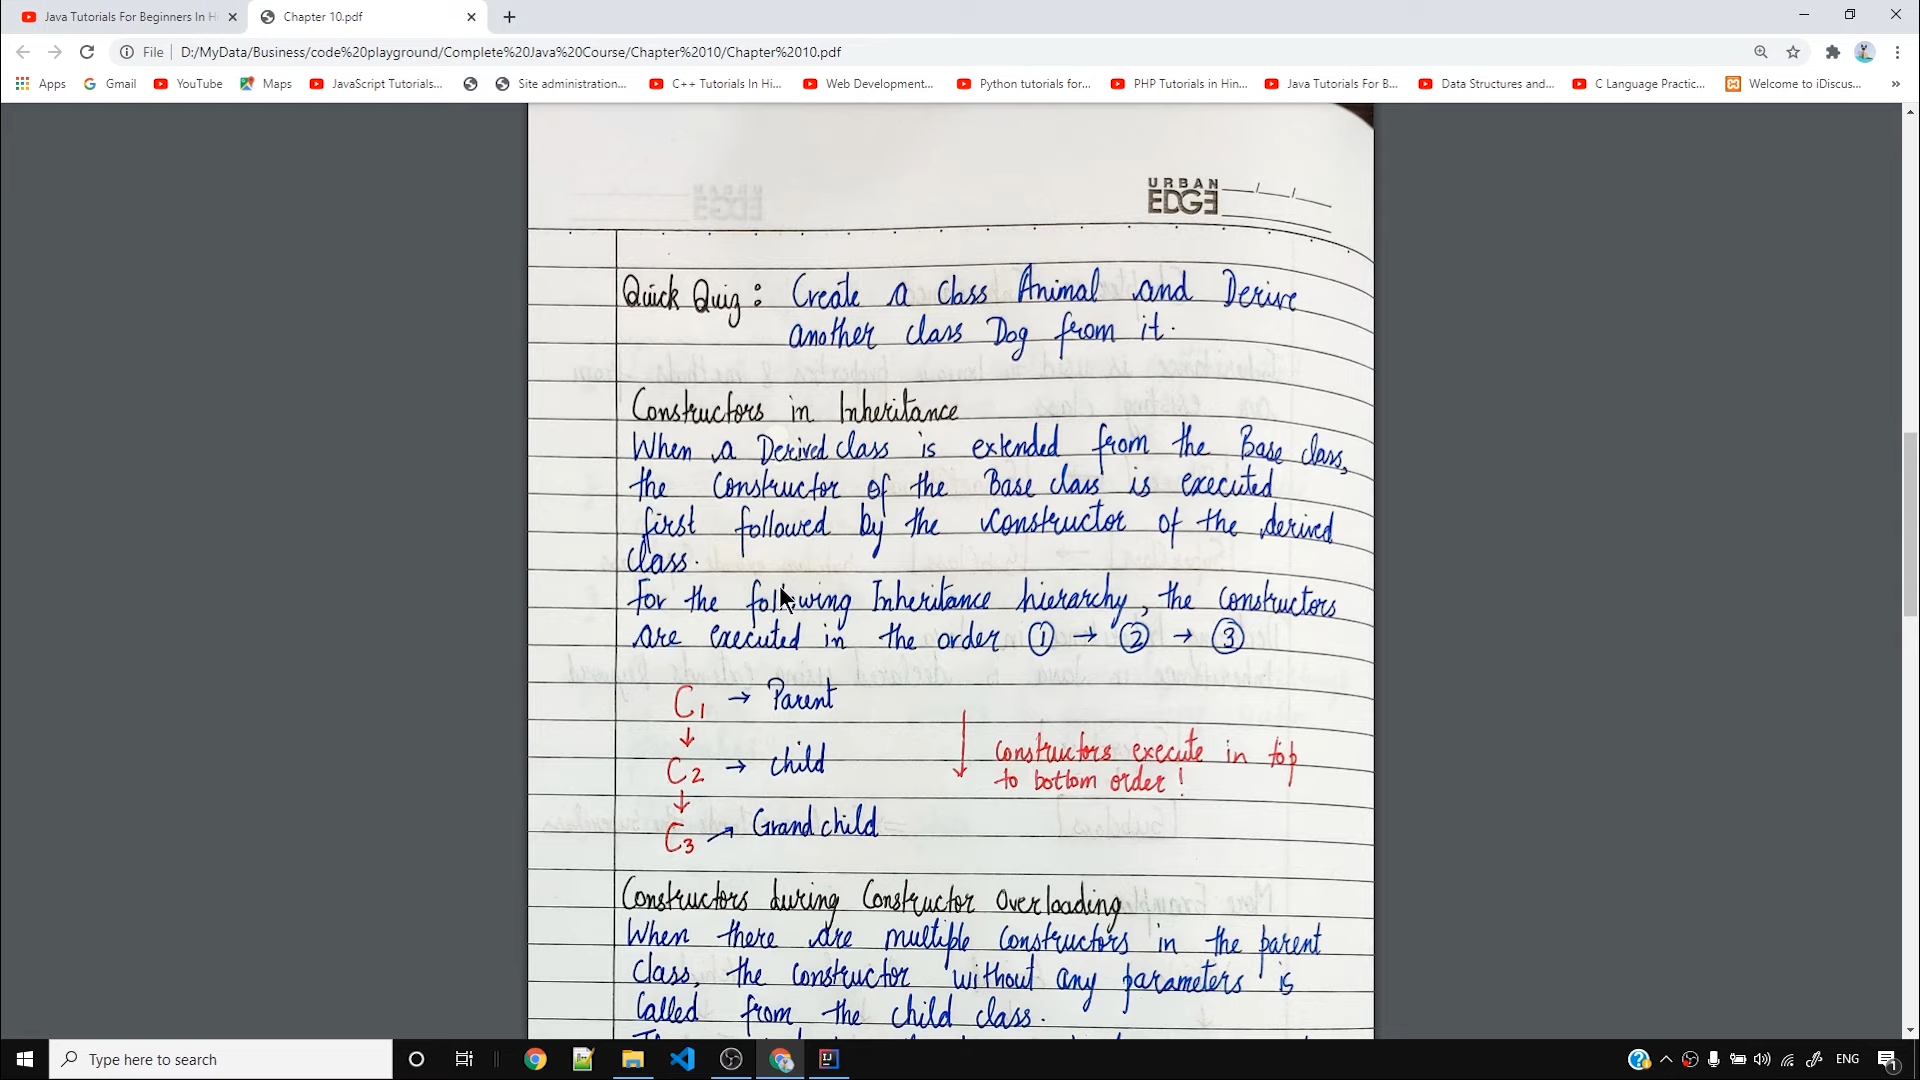 Java Tutorials For Beginners In Hi
Chapter 10.pdf
File
D:/MyData/Business/code%20playground/Complete%20Java%20Course/Chapter%2010/Chapter%2010.pdf
Apps
Gmail
YouTube
Maps
JavaScript Tutorials...
Site administration...
C++ Tutorials In Hi...
Web Development...
Python tutorials for...
PHP Tutorials in Hin...
Java Tutorials For B...
Data Structures and...
C Language Practic...
Welcome to iDiscus...
»
URBAN
EDGE
Quick Quiz: Create a class Animal and Derive
another class Dog from it.
Constructors in Inheritance
When a Derived class is extended from the Base class,
the constructor of the Base class is executed
first followed by the constructor of the derived
class.
For the following Inheritance hierarchy, the constructors
are executed in the order ① → ② → ③
C1 → Parent
↓
C2 → child
↓
C3 → Grandchild
Constructors execute in top
to bottom order!
Constructors during Constructor Overloading
When there are multiple constructors in the parent
class, the constructor without any parameters is
called from the child class.
Type here to search
ENG
1